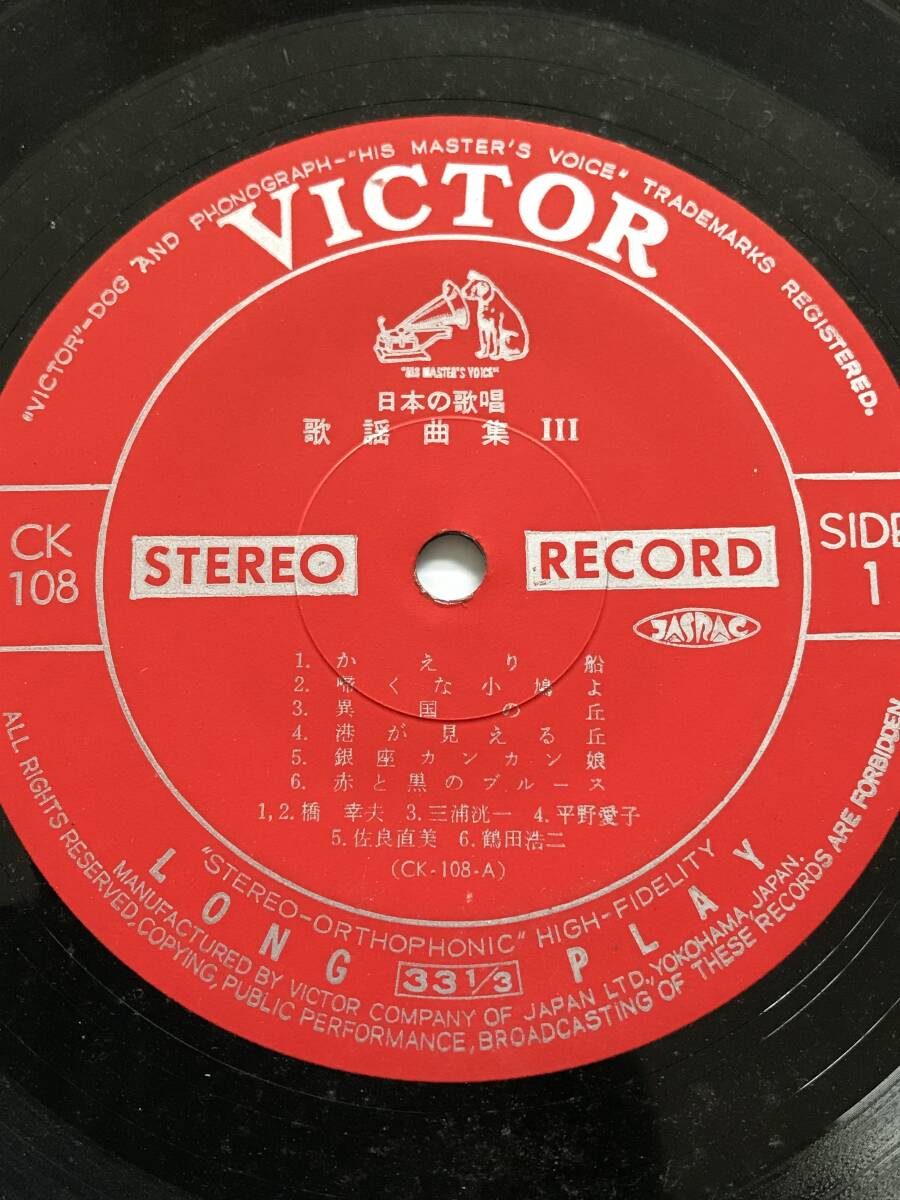 "VICTOR"–DOG AND PHONOGRAPH–"HIS MASTER'S VOICE" TRADEMARKS REGISTERED.
VICTOR
"HIS MASTER'S VOICE"
日本の歌唱
歌謡曲集 III
CK
108
STEREO
RECORD
SIDE
1
JASRAC
1. かえり船
2. 啼くな小鳩よ
3. 異国の丘
4. 港が見える丘
5. 銀座カンカン娘
6. 赤と黒のブルース
1,2. 橋 幸夫 3. 三浦洸一 4. 平野愛子
5. 佐良直美 6. 鶴田浩二
(CK-108-A)
"STEREO-ORTHOPHONIC" HIGH-FIDELITY
LONG PLAY
33 1/3
MANUFACTURED BY VICTOR COMPANY OF JAPAN LTD., YOKOHAMA, JAPAN.
ALL RIGHTS RESERVED, COPYING, PUBLIC PERFORMANCE, BROADCASTING OF THESE RECORDS ARE FORBIDDEN